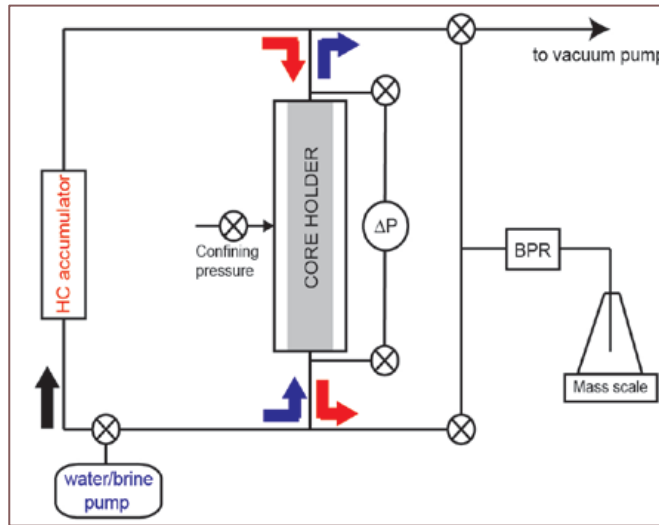 to vacuum pump
HC accumulator
CORE HOLDER
ΔP
Confining
pressure
BPR
Mass scale
water/brine
pump